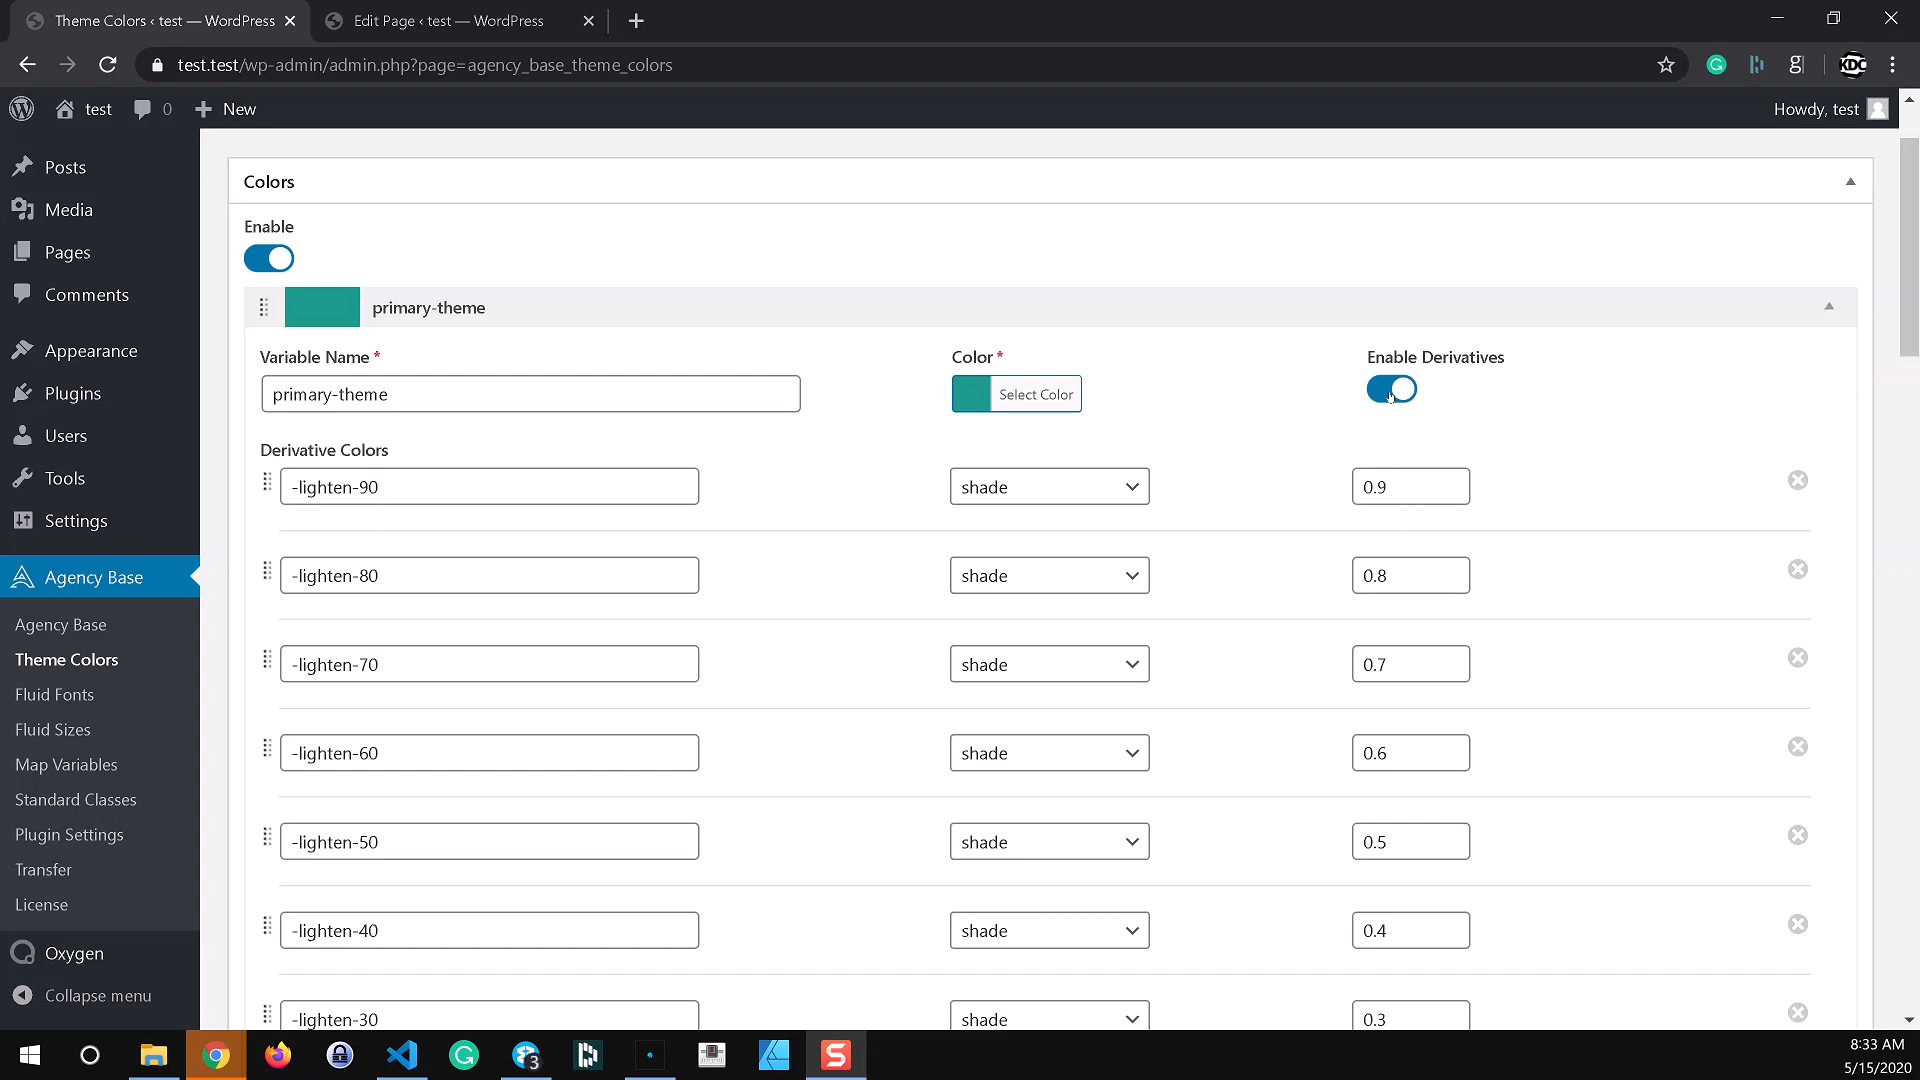 Theme Colors ‹ test — WordPress
Edit Page ‹ test — WordPress
test.test/wp-admin/admin.php?page=agency_base_theme_colors
KDC
test
0
New
Howdy, test
Posts
Media
Pages
Comments
Appearance
Plugins
Users
Tools
Settings
Agency Base
Agency Base
Theme Colors
Fluid Fonts
Fluid Sizes
Map Variables
Standard Classes
Plugin Settings
Transfer
License
Oxygen
Collapse menu
Colors
Enable
primary-theme
Variable Name *
Color *
Enable Derivatives
primary-theme
Select Color
Derivative Colors
-lighten-90 shade 0.9
-lighten-80 shade 0.8
-lighten-70 shade 0.7
-lighten-60 shade 0.6
-lighten-50 shade 0.5
-lighten-40 shade 0.4
-lighten-30 shade 0.3
3
8:33 AM
5/15/2020